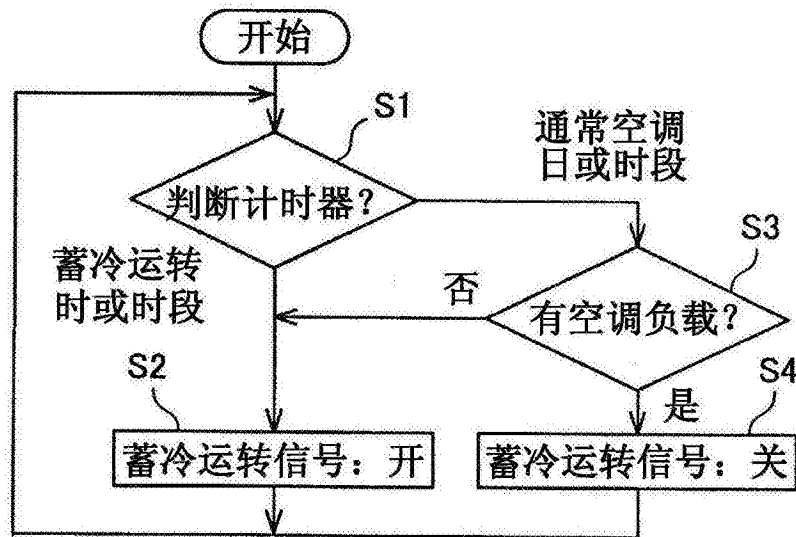 开始
S1
判断计时器?
通常空调
日或时段
S3
有空调负载?
否
蓄冷运转
时或时段
S2
蓄冷运转信号：开
是
S4
蓄冷运转信号：关